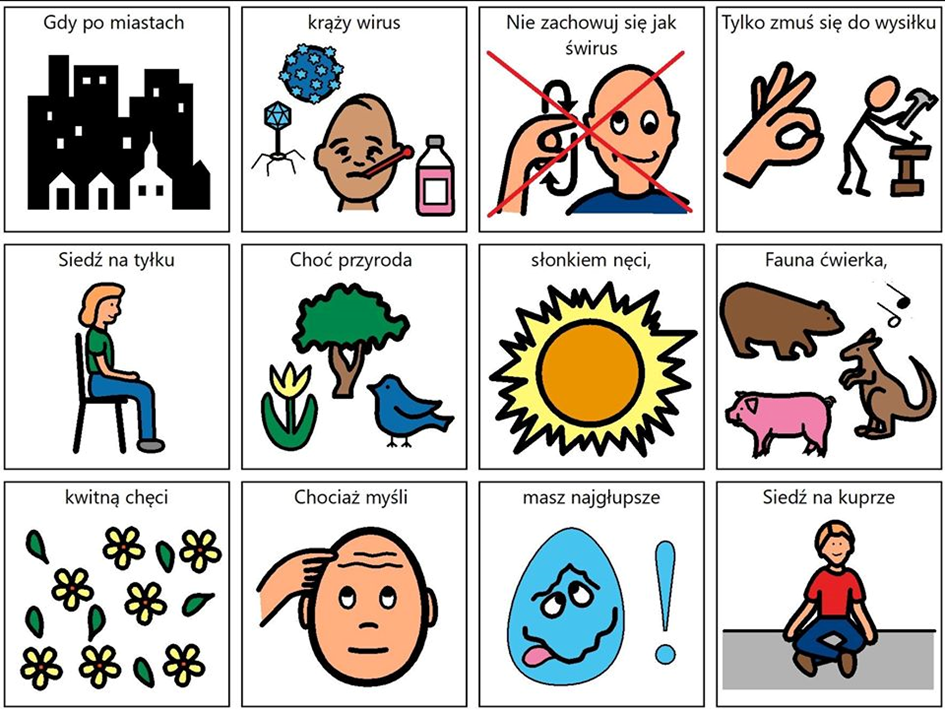 Gdy po miastach
krąży wirus
Nie zachowuj się jak
świrus
Tylko zmuś się do wysiłku
Siedź na tyłku
Choć przyroda
słonkiem nęci,
Fauna ćwierka,
kwitną chęci
Chociaż myśli
masz najgłupsze
Siedź na kuprze